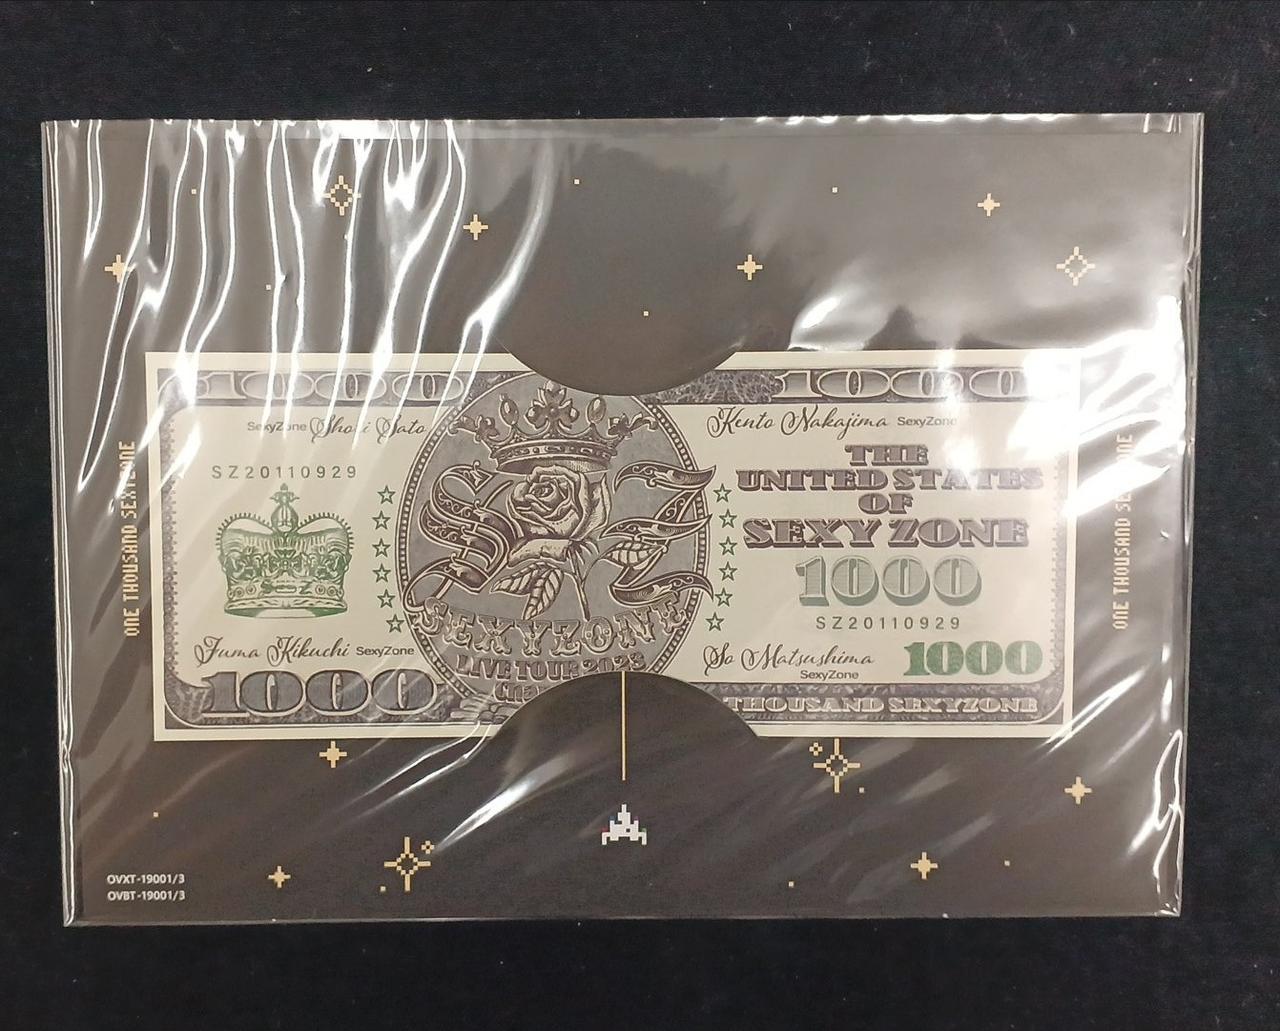 1000
1000
SexyZone Shori Sato
Kento Nakajima SexyZone
SZ20110929
THE
UNITED STATES
OF
SEXY ZONE
1000
SZ20110929
SZ
SEXYZONE
LIVE TOUR 2023
Fuma Kikuchi SexyZone
So Matsushima
SexyZone
1000
1000
THOUSAND SEXYZONE
ONE THOUSAND SEXYZONE
ONE THOUSAND SEXYZONE
OVXT-19001/3
OVBT-19001/3